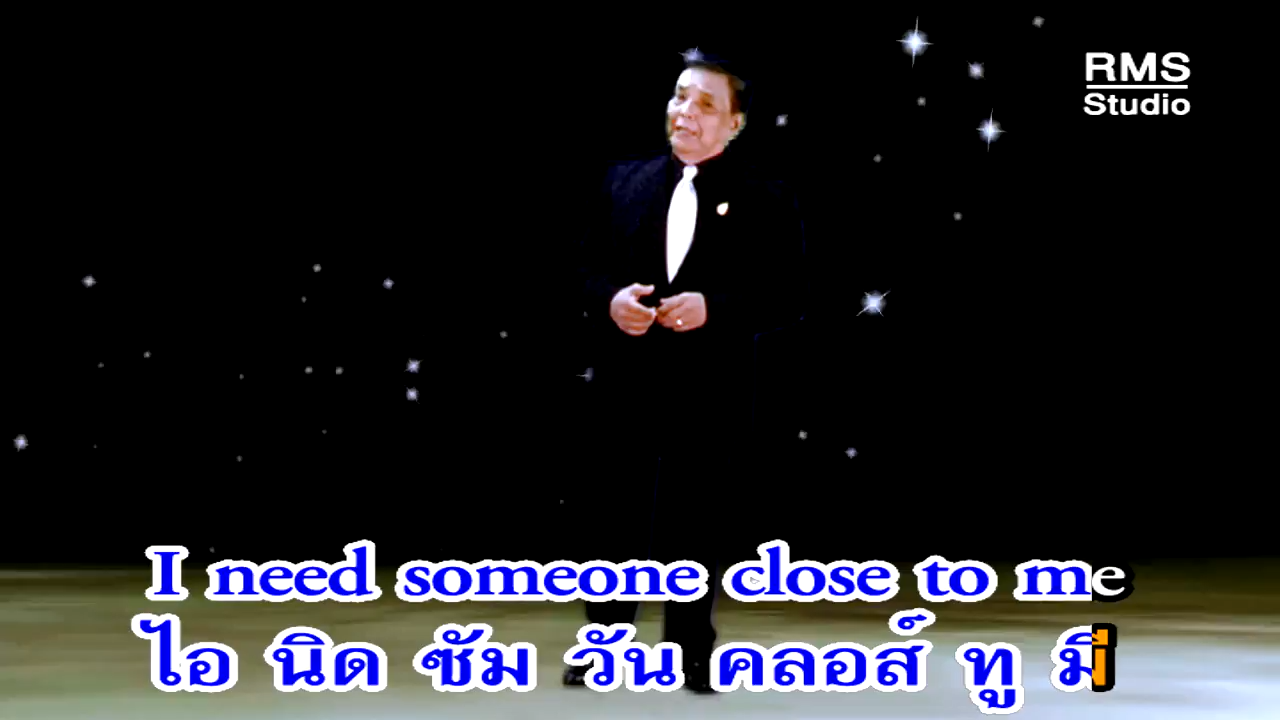 RMS
Studio
I need someone close to me
ไอ นิด ซัม วัน คลอส์ ทู มี